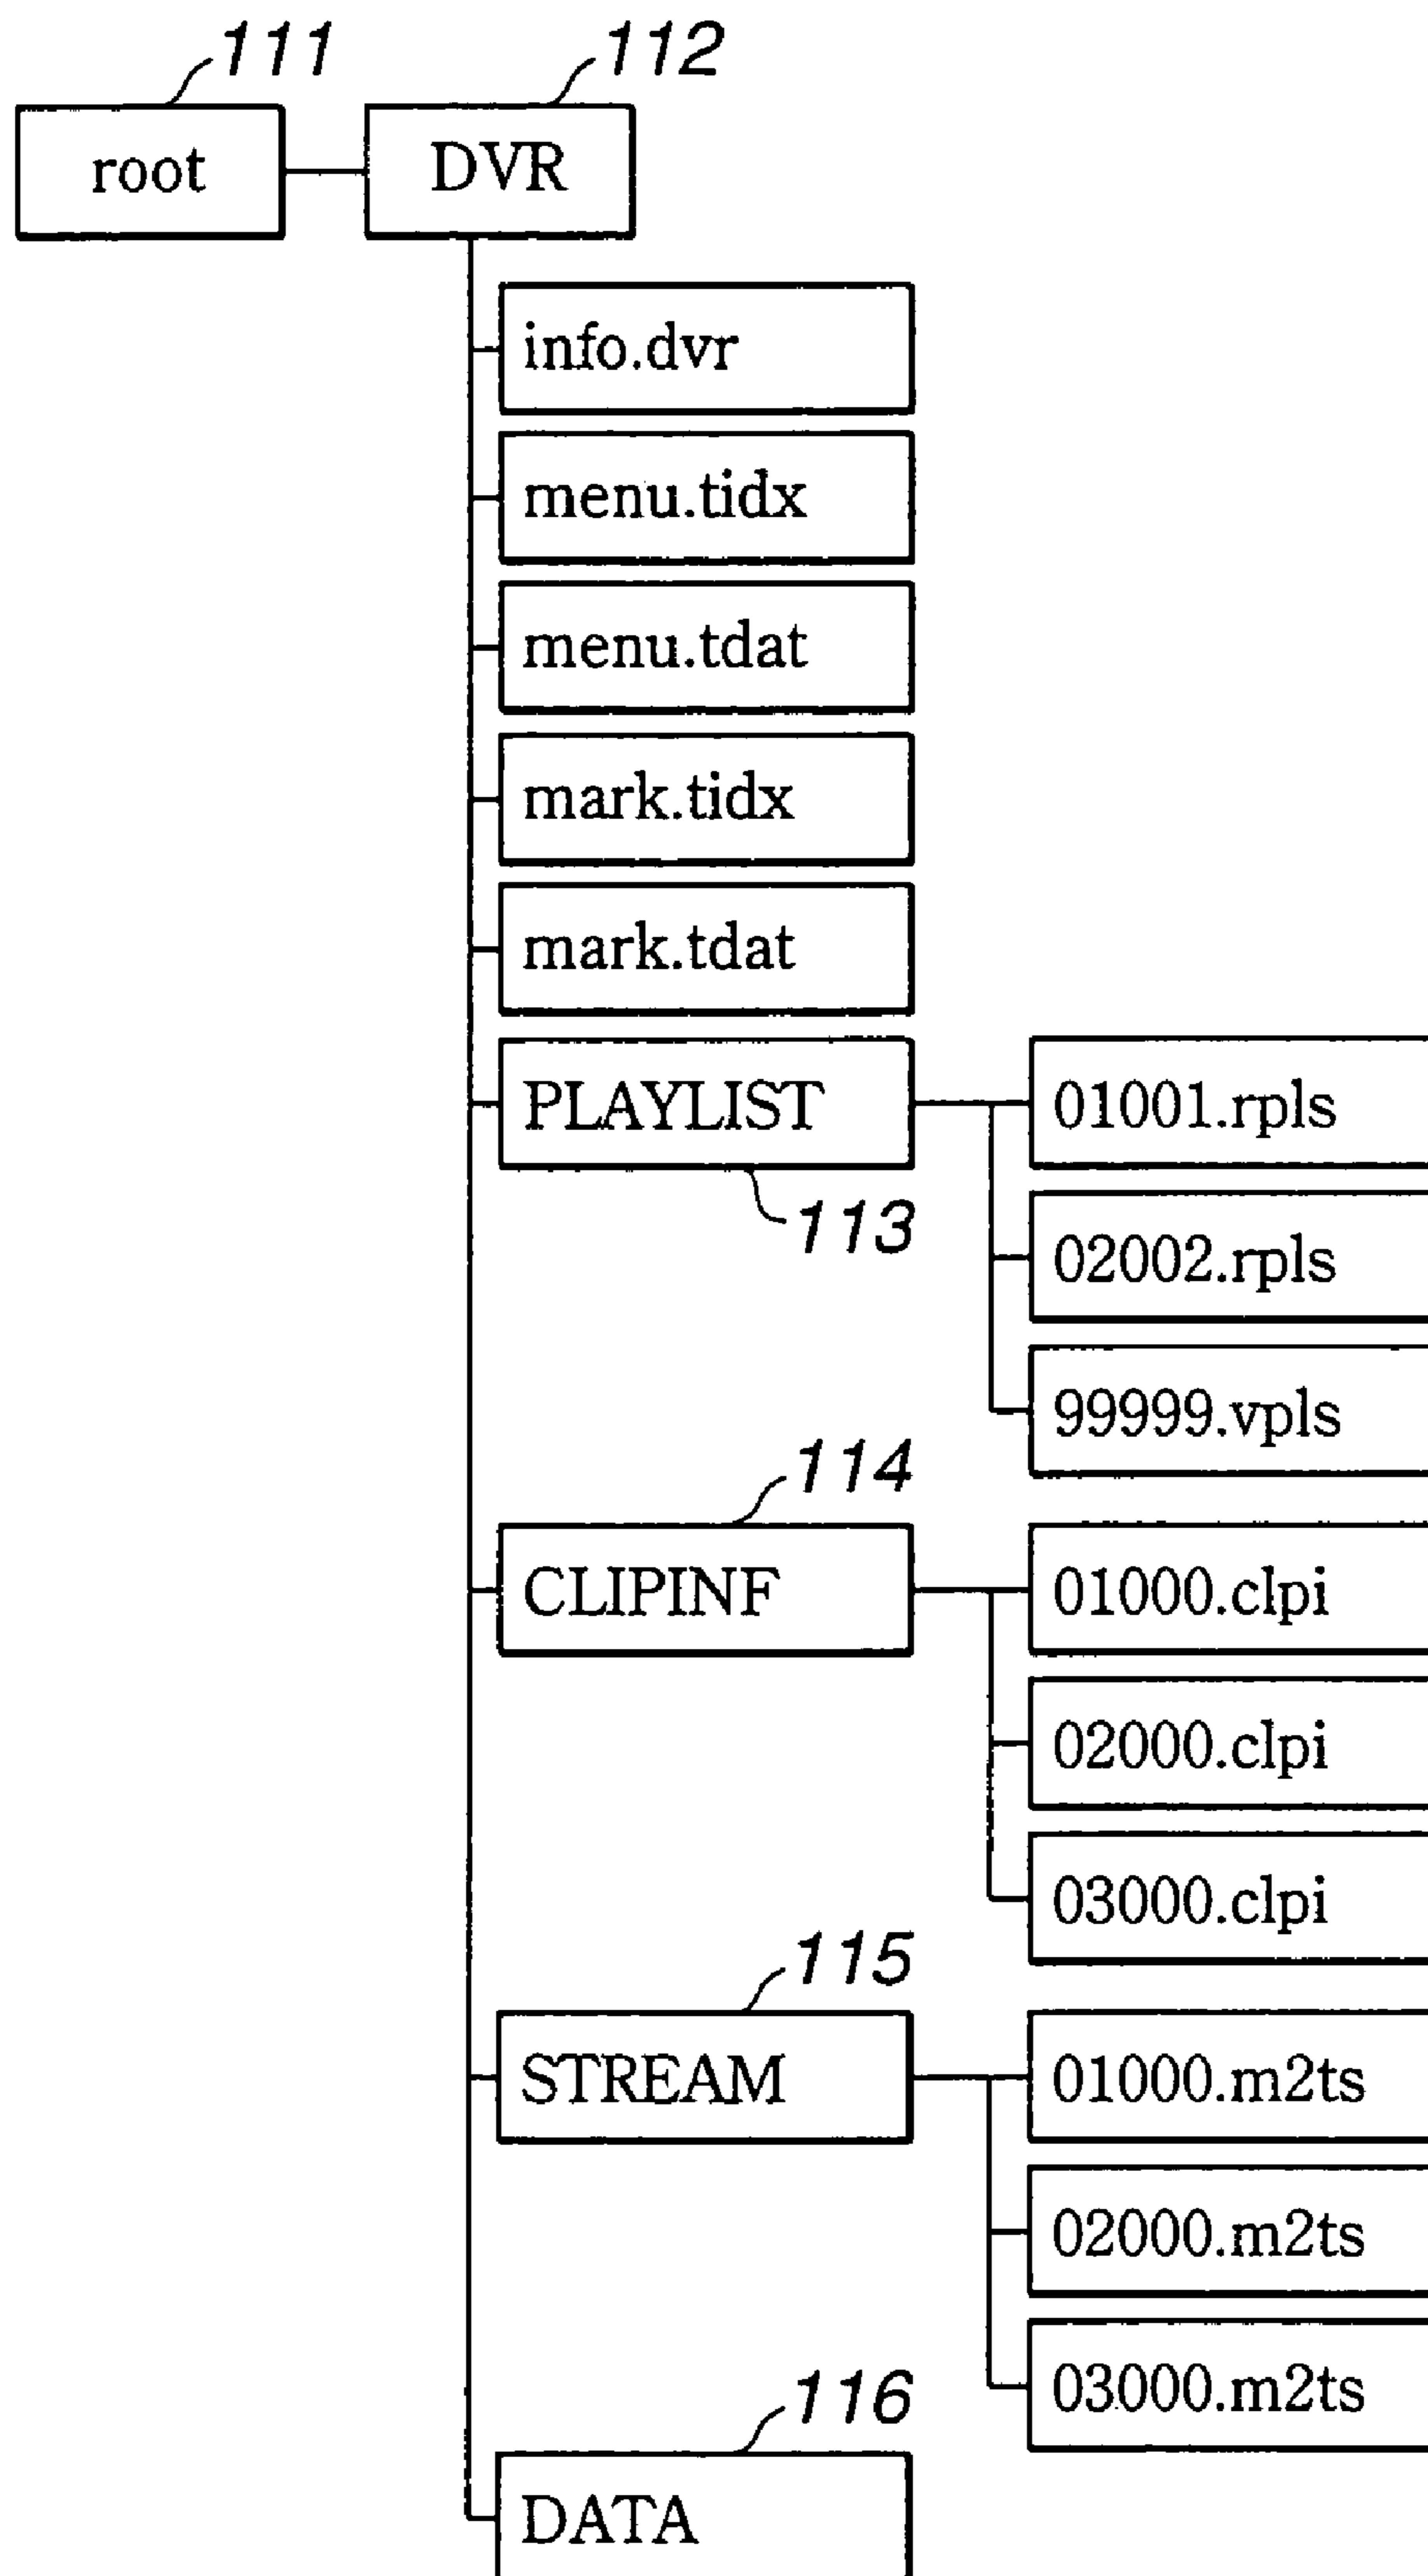 111
112
root
DVR
info.dvr
menu.tidx
menu.tdat
mark.tidx
mark.tdat
PLAYLIST
113
01001.rpls
02002.rpls
99999.vpls
114
CLIPINF
01000.clpi
02000.clpi
03000.clpi
115
STREAM
01000.m2ts
02000.m2ts
03000.m2ts
116
DATA